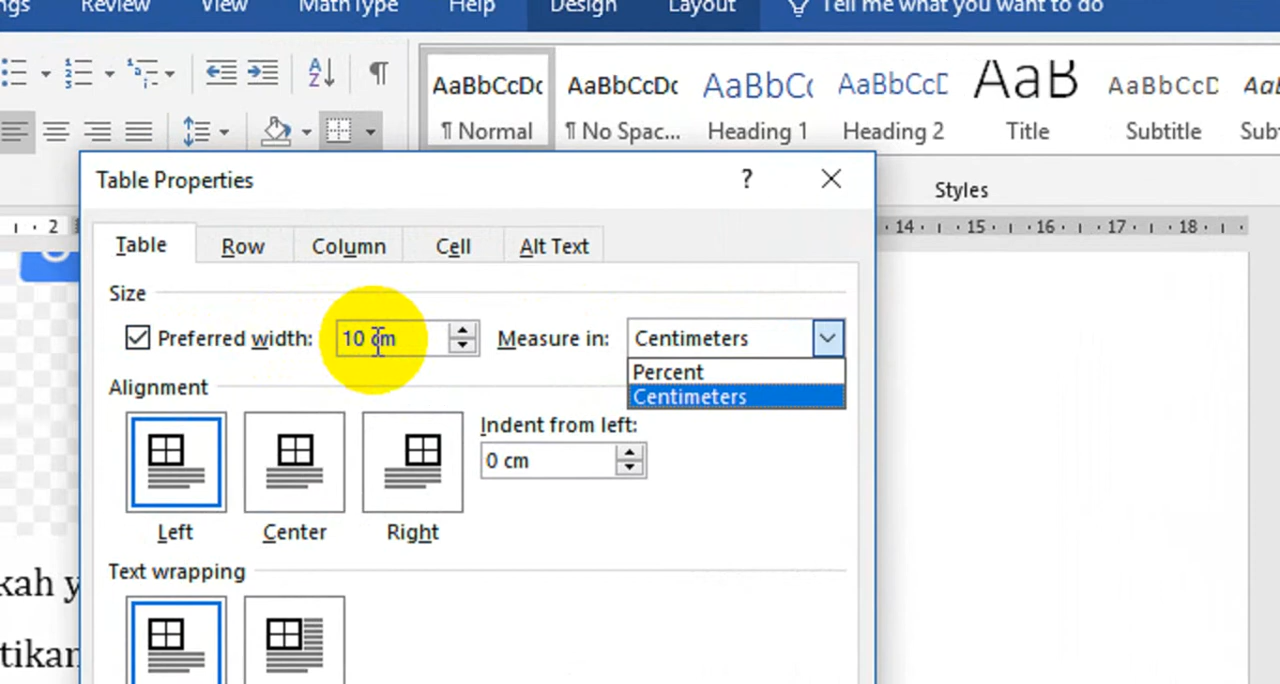 Review View MathType Help Design Layout Tell me what you want to do
AaBbCcDc AaBbCcDc AaBbC AaBbCcD AaB AaBbCcD
¶ Normal ¶ No Spac... Heading 1 Heading 2 Title Subtitle
Styles
Table Properties ? ×
2 14 15 16 17 18
Table Row Column Cell Alt Text
Size
Preferred width: 10 cm Measure in: Centimeters
Percent
Centimeters
Alignment
Indent from left:
0 cm
Left Center Right
Text wrapping
kah y
tikan